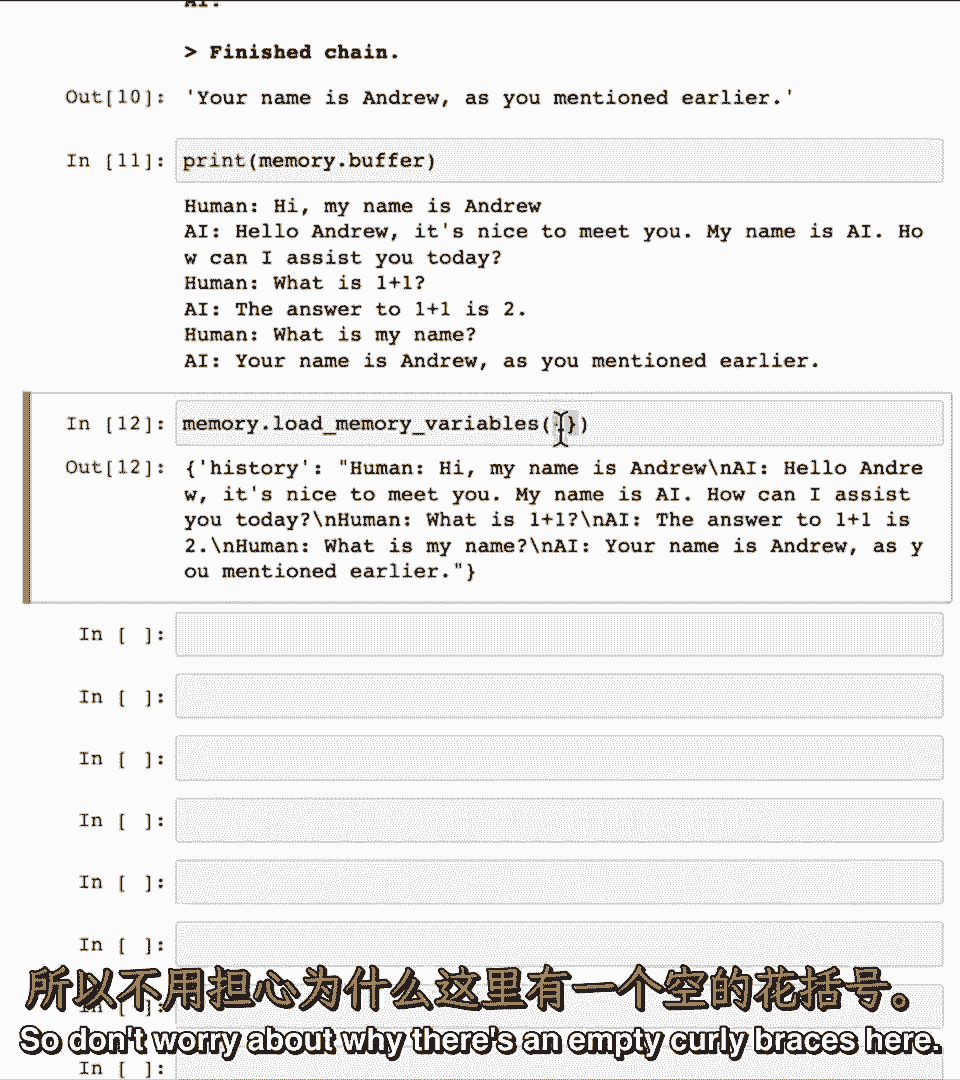 AI:
> Finished chain.
Out[10]: 'Your name is Andrew, as you mentioned earlier.'
In [11]: print(memory.buffer)
Human: Hi, my name is Andrew
AI: Hello Andrew, it's nice to meet you. My name is AI. Ho
w can I assist you today?
Human: What is 1+1?
AI: The answer to 1+1 is 2.
Human: What is my name?
AI: Your name is Andrew, as you mentioned earlier.
In [12]: memory.load_memory_variables({})
Out[12]: {'history': "Human: Hi, my name is Andrew\nAI: Hello Andre
w, it's nice to meet you. My name is AI. How can I assist
you today?\nHuman: What is 1+1?\nAI: The answer to 1+1 is
2.\nHuman: What is my name?\nAI: Your name is Andrew, as y
ou mentioned earlier."}
In [ ]:
In [ ]:
In [ ]:
In [ ]:
In [ ]:
In [ ]:
所以不用担心为什么这里有一个空的花括号。
In [ ]:
So don't worry about why there's an empty curly braces here.
In [ ]: